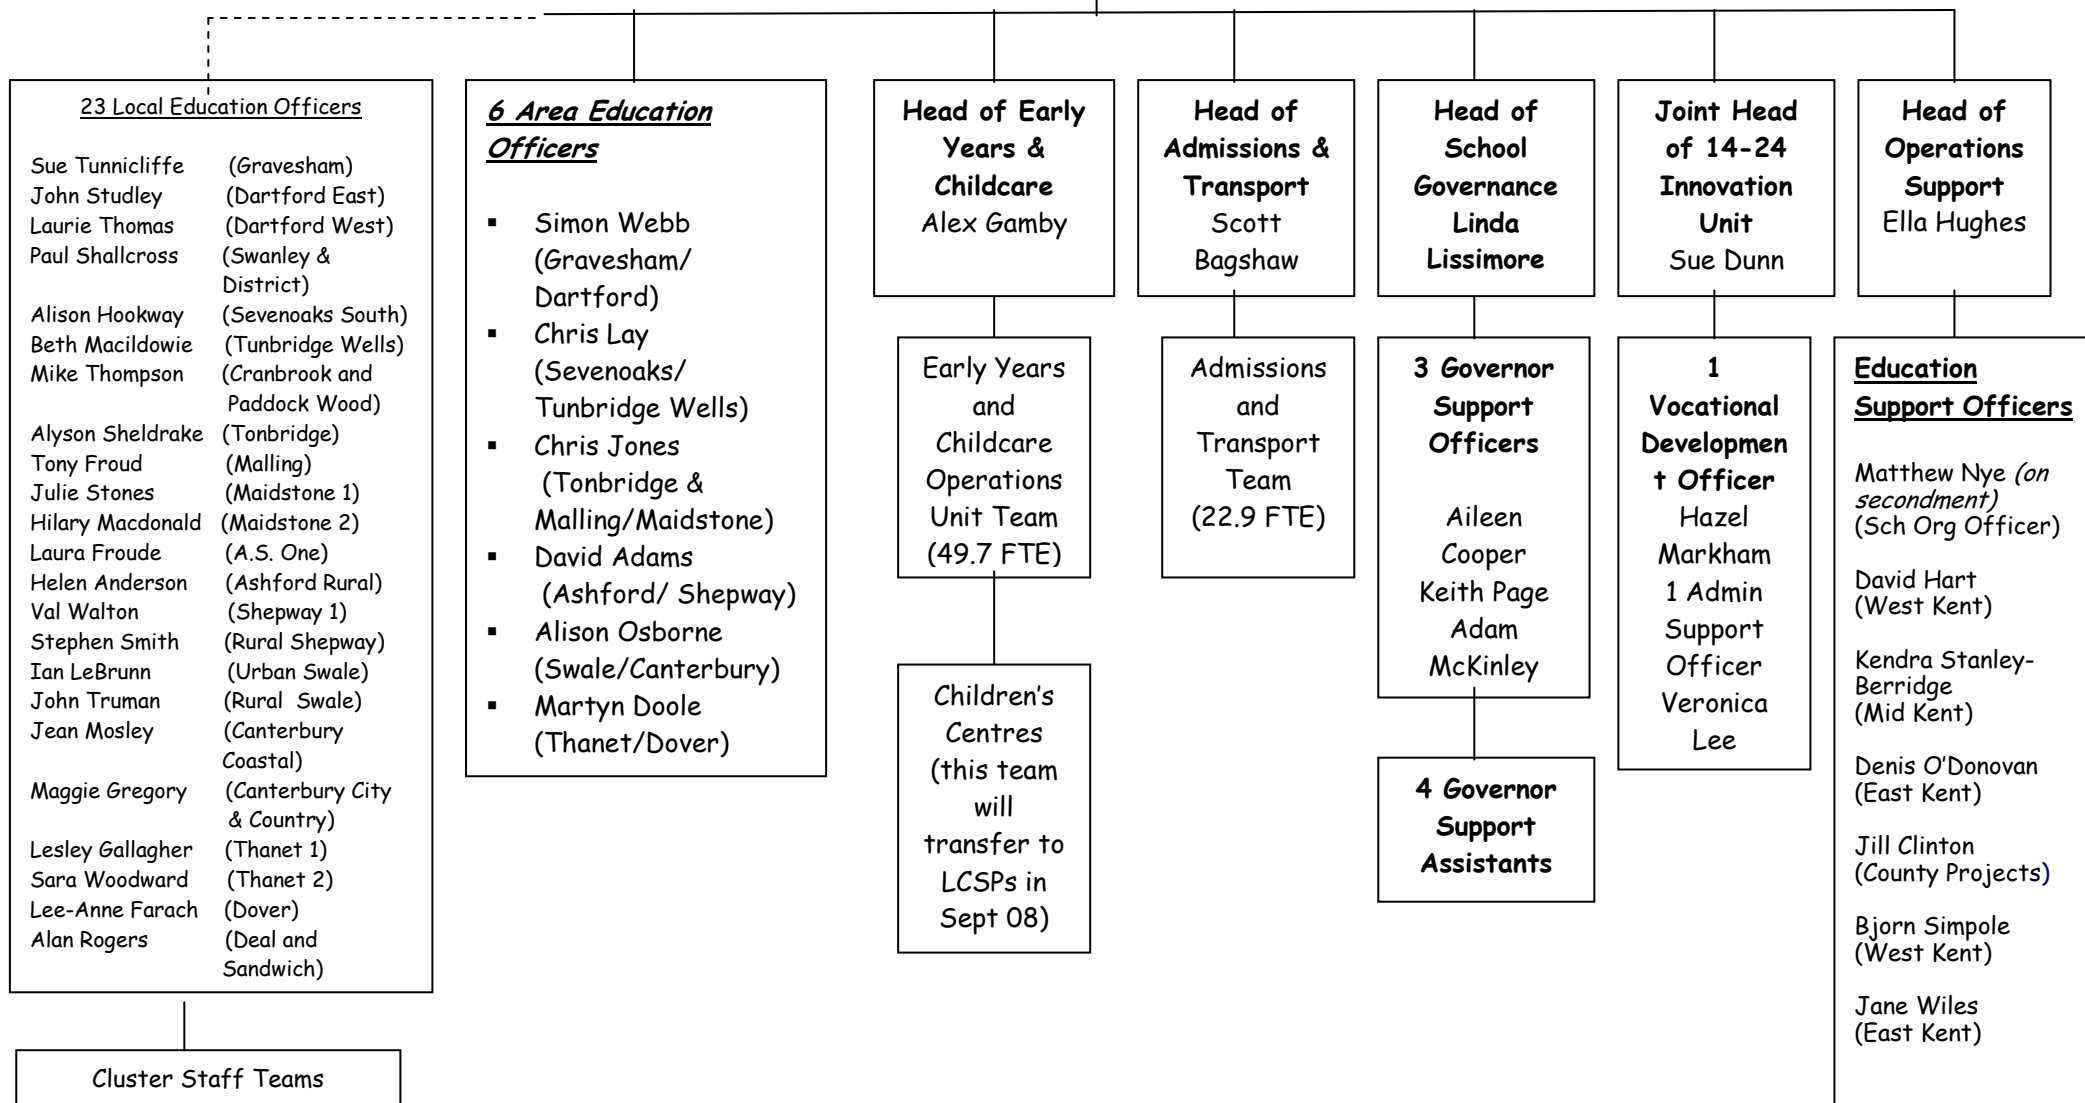 23 Local Education Officers
Sue Tunnicliffe (Gravesham)
John Studley (Dartford East)
Laurie Thomas (Dartford West)
Paul Shallcross (Swanley &
District)
Alison Hookway (Sevenoaks South)
Beth Macildowie (Tunbridge Wells)
Mike Thompson (Cranbrook and
Paddock Wood)
Alyson Sheldrake (Tonbridge)
Tony Froud (Malling)
Julie Stones (Maidstone 1)
Hilary Macdonald (Maidstone 2)
Laura Froude (A.S. One)
Helen Anderson (Ashford Rural)
Val Walton (Shepway 1)
Stephen Smith (Rural Shepway)
Ian LeBrunn (Urban Swale)
John Truman (Rural Swale)
Jean Mosley (Canterbury
Coastal)
Maggie Gregory (Canterbury City
& Country)
Lesley Gallagher (Thanet 1)
Sara Woodward (Thanet 2)
Lee-Anne Farach (Dover)
Alan Rogers (Deal and
Sandwich)
Cluster Staff Teams
6 Area Education
Officers
▪ Simon Webb
(Gravesham/
Dartford)
▪ Chris Lay
(Sevenoaks/
Tunbridge Wells)
▪ Chris Jones
(Tonbridge &
Malling/Maidstone)
▪ David Adams
(Ashford/ Shepway)
▪ Alison Osborne
(Swale/Canterbury)
▪ Martyn Doole
(Thanet/Dover)
Head of Early
Years &
Childcare
Alex Gamby
Early Years
and
Childcare
Operations
Unit Team
(49.7 FTE)
Children's
Centres
(this team
will
transfer to
LCSPs in
Sept 08)
Head of
Admissions &
Transport
Scott
Bagshaw
Admissions
and
Transport
Team
(22.9 FTE)
Head of
School
Governance
Linda
Lissimore
3 Governor
Support
Officers
Aileen
Cooper
Keith Page
Adam
McKinley
4 Governor
Support
Assistants
Joint Head
of 14-24
Innovation
Unit
Sue Dunn
1
Vocational
Developmen
t Officer
Hazel
Markham
1 Admin
Support
Officer
Veronica
Lee
Head of
Operations
Support
Ella Hughes
Education
Support Officers
Matthew Nye (on
secondment)
(Sch Org Officer)
David Hart
(West Kent)
Kendra Stanley-
Berridge
(Mid Kent)
Denis O'Donovan
(East Kent)
Jill Clinton
(County Projects)
Bjorn Simpole
(West Kent)
Jane Wiles
(East Kent)